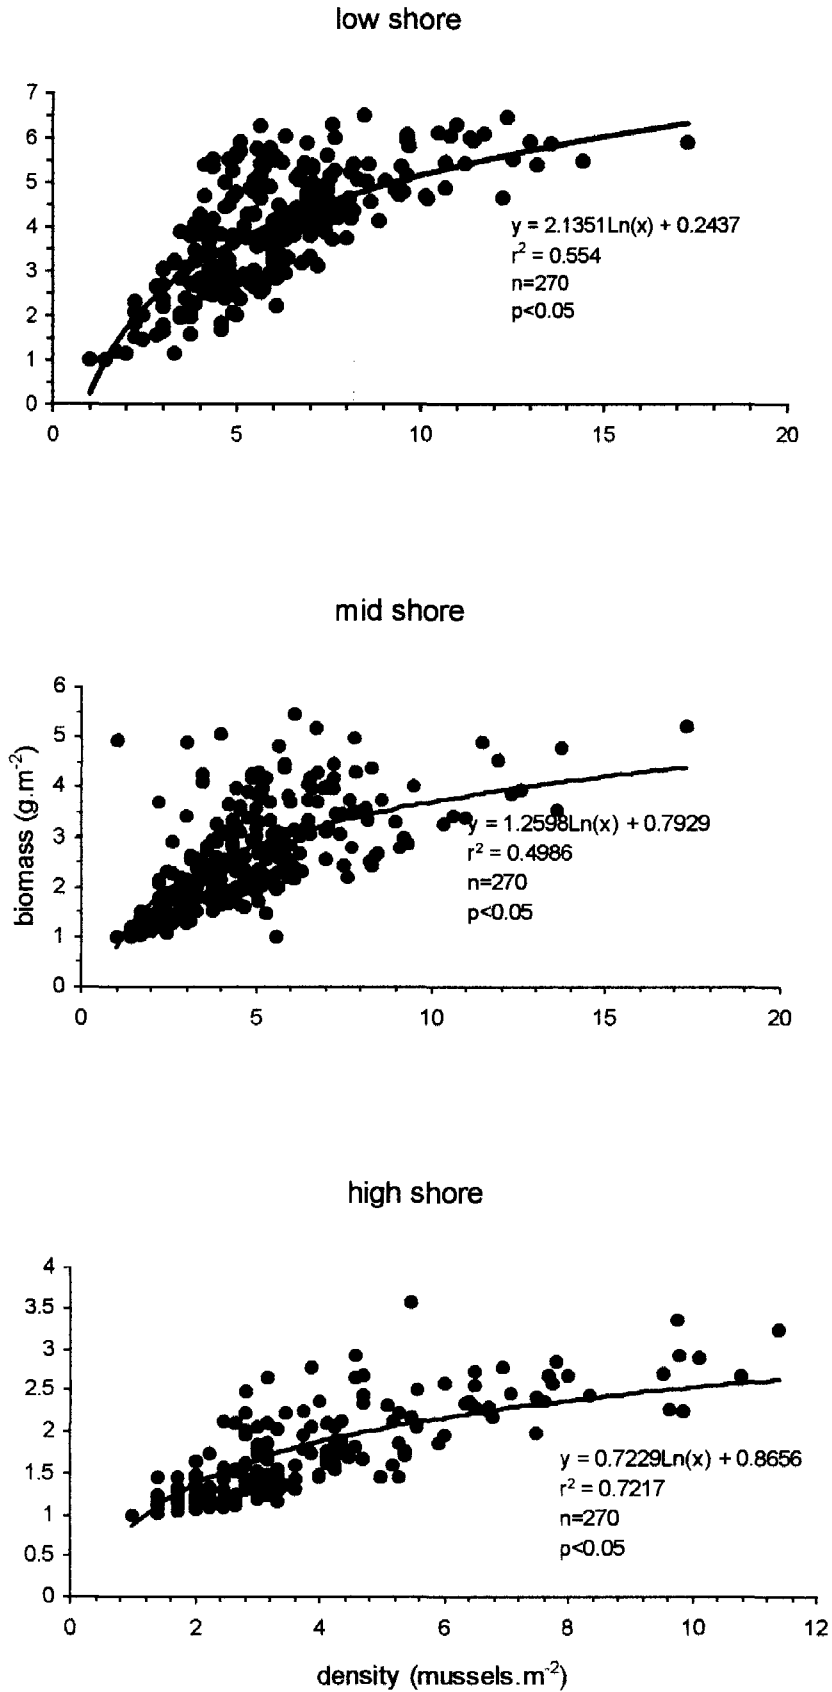 low shore
7
6
5
4
3
2
1
0
0 5 10 15 20
y = 2.1351Ln(x) + 0.2437
r² = 0.554
n=270
p<0.05
mid shore
biomass (g.m⁻²)
6
5
4
3
2
1
0
0 5 10 15 20
y = 1.2598Ln(x) + 0.7929
r² = 0.4986
n=270
p<0.05
high shore
4
3.5
3
2.5
2
1.5
1
0.5
0
0 2 4 6 8 10 12
y = 0.7229Ln(x) + 0.8656
r² = 0.7217
n=270
p<0.05
density (mussels.m⁻²)